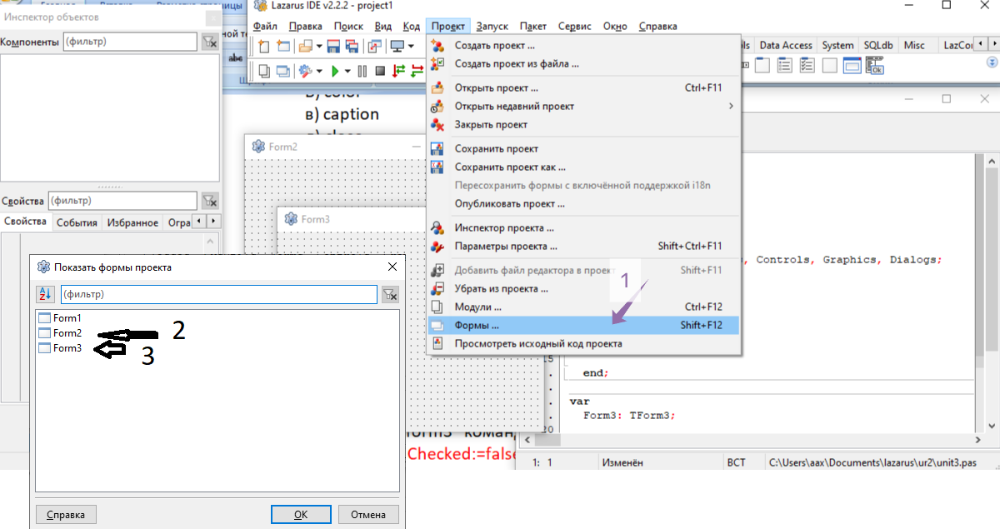 Инспектор объектов
Компоненты (фильтр)
Свойства (фильтр)
Свойства События Избранное Огра
Lazarus IDE v2.2.2 - project1
Файл Правка Поиск Вид Код Проект Запуск Пакет Сервис Окно Справка
Data Access System SQLdb Misc LazCo
Ok
abc
в) caption
Form2
Form3
Создать проект ...
Создать проект из файла ...
Открыть проект ... Ctrl+F11
Открыть недавний проект
Закрыть проект
Сохранить проект
Сохранить проект как ...
Пересохранить формы с включённой поддержкой i18n
Опубликовать проект ...
Инспектор проекта ...
Параметры проекта ... Shift+Ctrl+F11
Добавить файл редактора в проект Shift+F11
Убрать из проекта ...
Модули ... Ctrl+F12
Формы ... Shift+F12
Просмотреть исходный код проекта
1
, Controls, Graphics, Dialogs;
15
end;
var
Form3: TForm3;
20
Checked:=false
1: 1 Изменён ВСТ C:\Users\aax\Documents\lazarus\ur2\unit3.pas
Показать формы проекта
(фильтр)
Form1
Form2
Form3
2
3
Справка OK Отмена